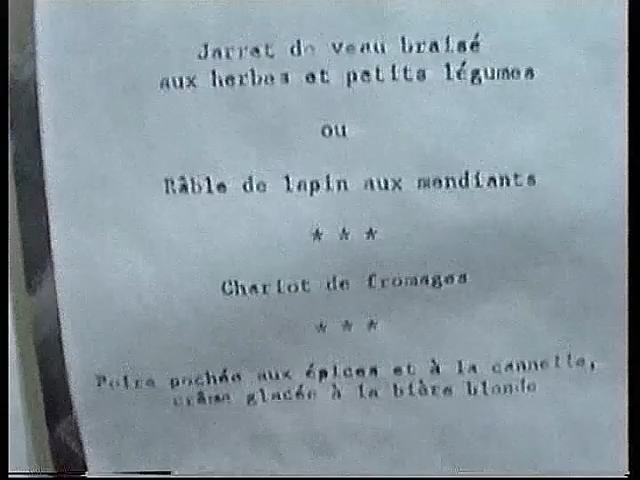 Jarret de veau braisé
aux herbes et petits légumes
ou
Râble de lapin aux mendiants
* * *
Chariot de fromages
* * *
Poire pochée aux épices et à la cannelle,
crème glacée à la bière blonde